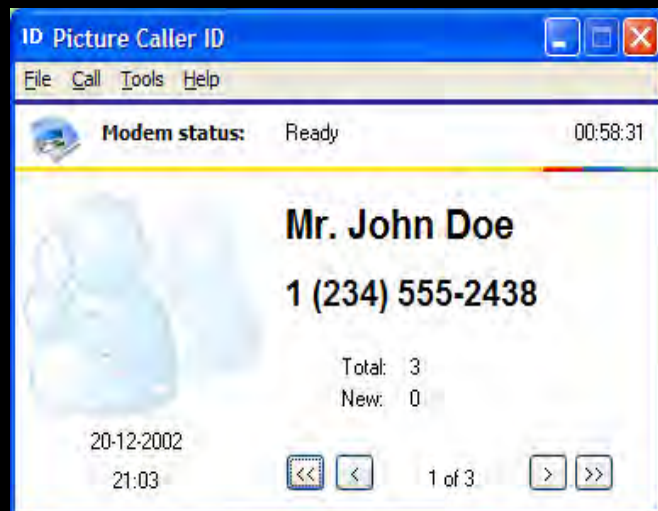 ID Picture Caller ID
File Call Tools Help
Modem status: Ready 00:58:31
Mr. John Doe
1 (234) 555-2438
Total: 3
New: 0
20-12-2002
21:03
<< < 1 of 3 > >>